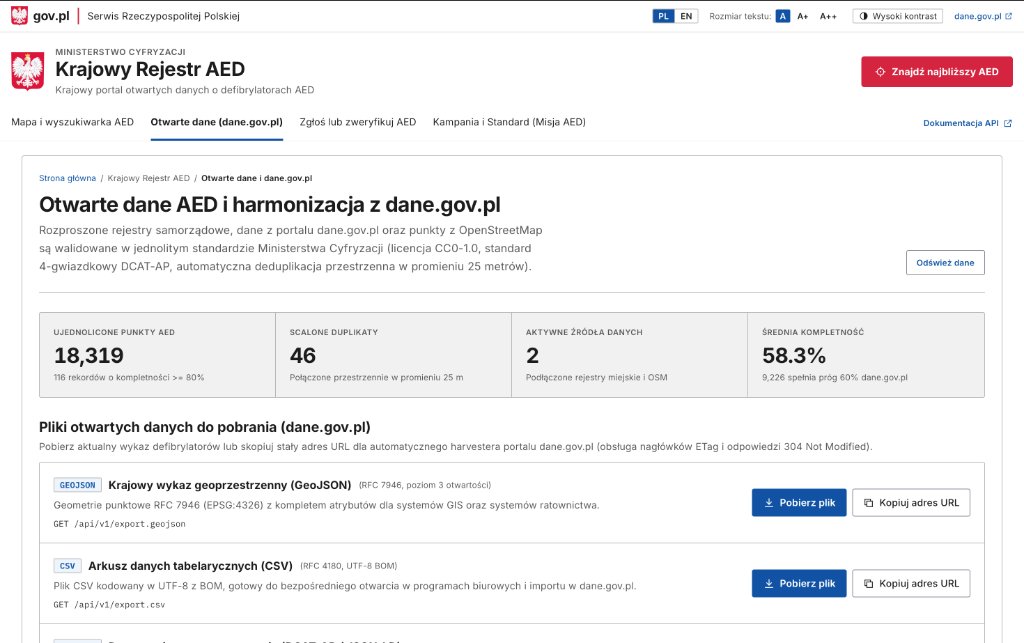 gov.pl
Serwis Rzeczypospolitej Polskiej
PL EN
Rozmiar tekstu: A A+ A++
Wysoki kontrast
dane.gov.pl
MINISTERSTWO CYFRYZACJI
Krajowy Rejestr AED
Krajowy portal otwartych danych o defibrylatorach AED
Znajdź najbliższy AED
Mapa i wyszukiwarka AED
Otwarte dane (dane.gov.pl)
Zgłoś lub zweryfikuj AED
Kampania i Standard (Misja AED)
Dokumentacja API
Strona główna / Krajowy Rejestr AED / Otwarte dane i dane.gov.pl
Otwarte dane AED i harmonizacja z dane.gov.pl
Rozproszone rejestry samorządowe, dane z portalu dane.gov.pl oraz punkty z OpenStreetMap
są walidowane w jednolitym standardzie Ministerstwa Cyfryzacji (licencja CC0-1.0, standard
4-gwiazdkowy DCAT-AP, automatyczna deduplikacja przestrzenna w promieniu 25 metrów).
Odśwież dane
UJEDNOLICONE PUNKTY AED
18,319
116 rekordów o kompletności >= 80%
SCALONE DUPLIKATY
46
Połączone przestrzennie w promieniu 25 m
AKTYWNE ŹRÓDŁA DANYCH
2
Podłączone rejestry miejskie i OSM
ŚREDNIA KOMPLETNOŚĆ
58.3%
9,226 spełnia próg 60% dane.gov.pl
Pliki otwartych danych do pobrania (dane.gov.pl)
Pobierz aktualny wykaz defibrylatorów lub skopiuj stały adres URL dla automatycznego harvestera portalu dane.gov.pl (obsługa nagłówków ETag i odpowiedzi 304 Not Modified).
GEOJSON Krajowy wykaz geoprzestrzenny (GeoJSON) (RFC 7946, poziom 3 otwartości)
Geometrie punktowe RFC 7946 (EPSG:4326) z kompletem atrybutów dla systemów GIS oraz systemów ratownictwa.
GET /api/v1/export.geojson
Pobierz plik
Kopiuj adres URL
CSV Arkusz danych tabelarycznych (CSV) (RFC 4180, UTF-8 BOM)
Plik CSV kodowany w UTF-8 z BOM, gotowy do bezpośredniego otwarcia w programach biurowych i importu w dane.gov.pl.
GET /api/v1/export.csv
Pobierz plik
Kopiuj adres URL